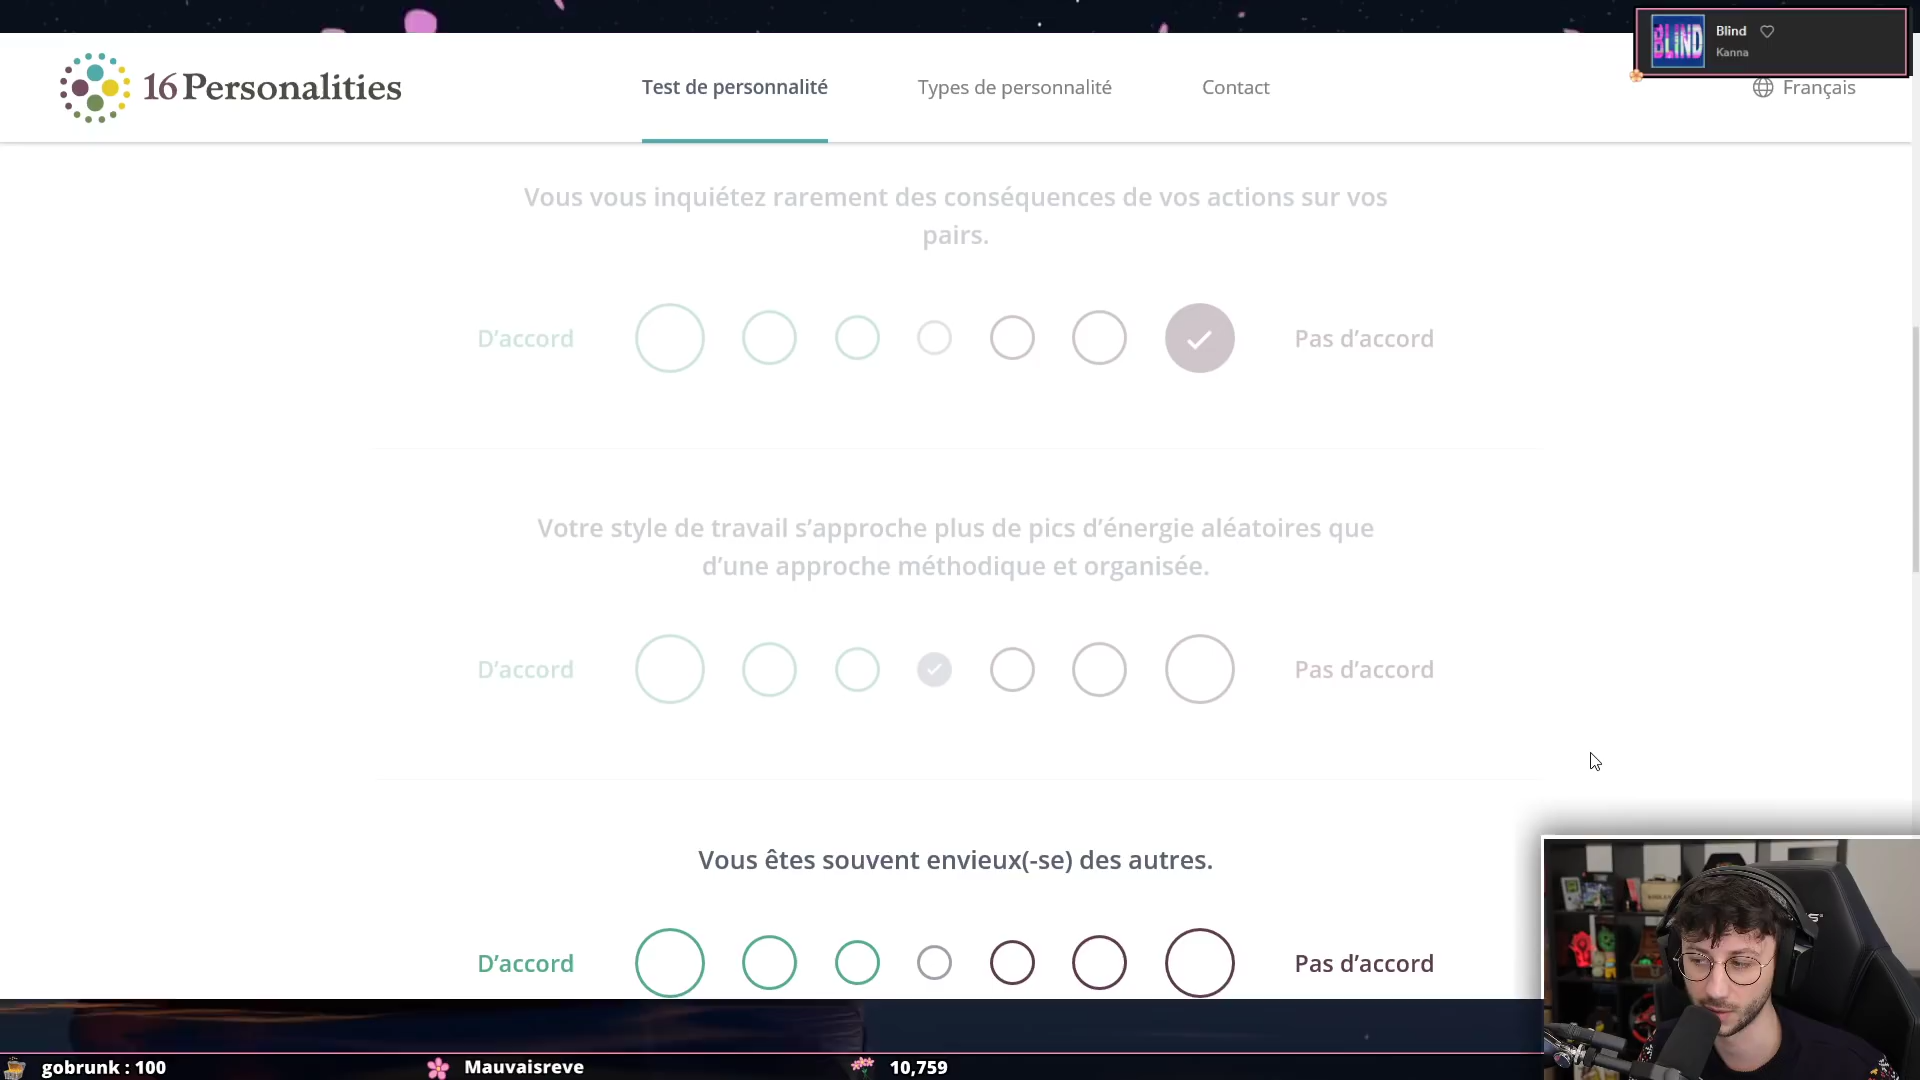 BLIND
Blind
Kanna
16Personalities
Test de personnalité
Types de personnalité
Contact
Français
Vous vous inquiétez rarement des conséquences de vos actions sur vos
pairs.
D’accord
Pas d’accord
Votre style de travail s’approche plus de pics d’énergie aléatoires que
d’une approche méthodique et organisée.
D’accord
Pas d’accord
Vous êtes souvent envieux(-se) des autres.
D’accord
Pas d’accord
gobrunk : 100
Mauvaisreve
10,759